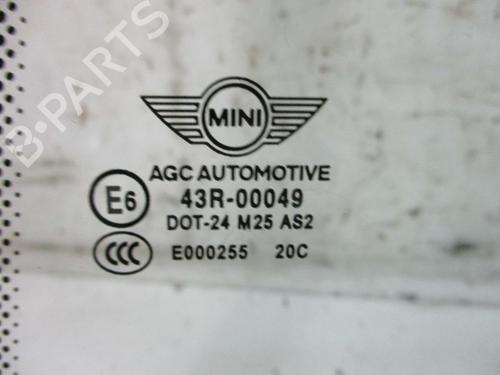 B-PARTS
MINI
AGC AUTOMOTIVE
E6 43R-00049
DOT-24 M25 AS2
CCC E000255 20C